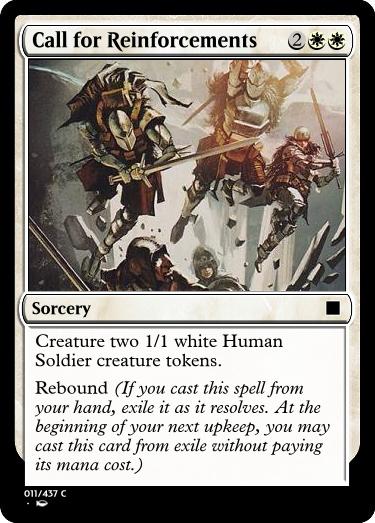 Call for Reinforcements 2
Sorcery
Creature two 1/1 white Human
Soldier creature tokens.
Rebound (If you cast this spell from
your hand, exile it as it resolves. At the
beginning of your next upkeep, you may
cast this card from exile without paying
its mana cost.)
011/437 C